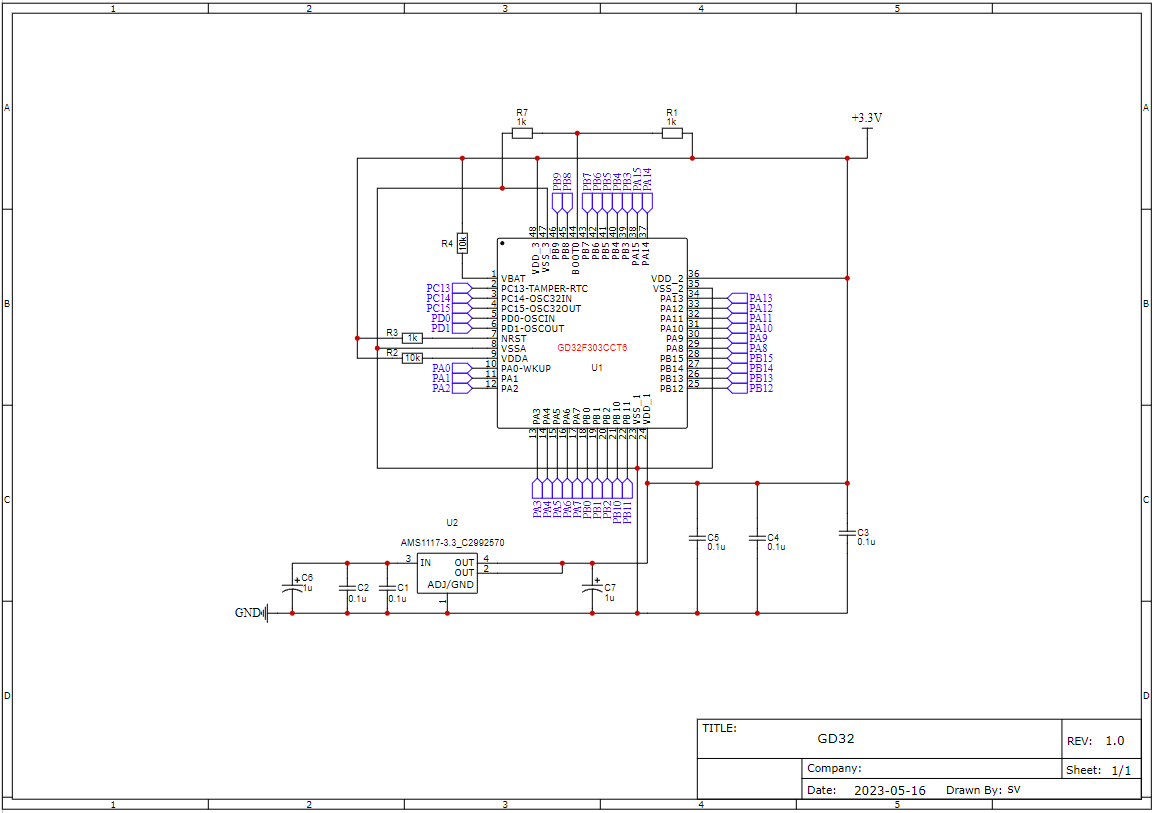 1 2 3 4 5
A A
B B
C C
D D
1 2 3 4 5
+3.3V
R7
1k
R1
1k
R4
10k
R3
1k
R2
10k
PB9
PB8
PB7
PB6
PB5
PB4
PB3
PA15
PA14
48
47
46
45
44
43
42
41
40
39
38
37
VDD_3
VSS_3
PB9
PB8
BOOT0
PB7
PB6
PB5
PB4
PB3
PA15
PA14
PC13
PC14
PC15
PD0
PD1
PA0
PA1
PA2
1 VBAT
2 PC13-TAMPER-RTC
3 PC14-OSC32IN
4 PC15-OSC32OUT
5 PD0-OSCIN
6 PD1-OSCOUT
7 NRST
8 VSSA
9 VDDA
10 PA0-WKUP
11 PA1
12 PA2
GD32F303CCT6
U1
VDD_2 36
VSS_2 35
PA13 34
PA12 33
PA11 32
PA10 31
PA9 30
PA8 29
PB15 28
PB14 27
PB13 26
PB12 25
PA13
PA12
PA11
PA10
PA9
PA8
PB15
PB14
PB13
PB12
PA3
PA4
PA5
PA6
PA7
PB0
PB1
PB2
PB10
PB11
VSS_1
VDD_1
13
14
15
16
17
18
19
20
21
22
23
24
PA3
PA4
PA5
PA6
PA7
PB0
PB1
PB2
PB10
PB11
U2
AMS1117-3.3_C2992570
3 IN OUT 4
OUT 2
ADJ/GND
1
GND
+ C6
1u
C2
0.1u
C1
0.1u
+
C7
1u
C5
0.1u
C4
0.1u
C3
0.1u
TITLE:
GD32
REV: 1.0
Company:
Sheet: 1/1
Date: 2023-05-16 Drawn By: SV